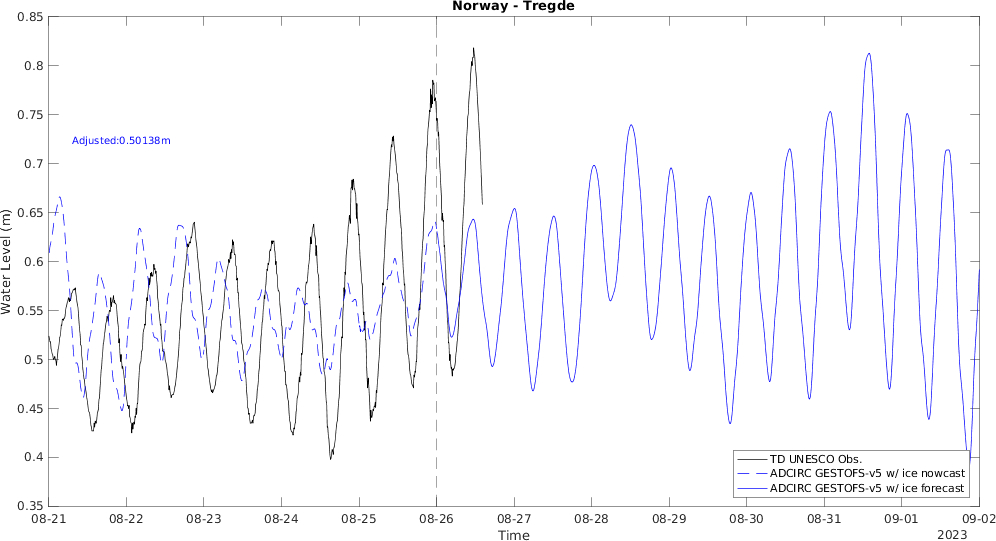 Norway - Tregde
0.85
0.8
0.75
0.7
0.65
0.6
0.55
0.5
0.45
0.4
0.35
Water Level (m)
Adjusted:0.50138m
TD UNESCO Obs.
ADCIRC GESTOFS-v5 w/ ice nowcast
ADCIRC GESTOFS-v5 w/ ice forecast
08-21 08-22 08-23 08-24 08-25 08-26 08-27 08-28 08-29 08-30 08-31 09-01 09-02
Time
2023